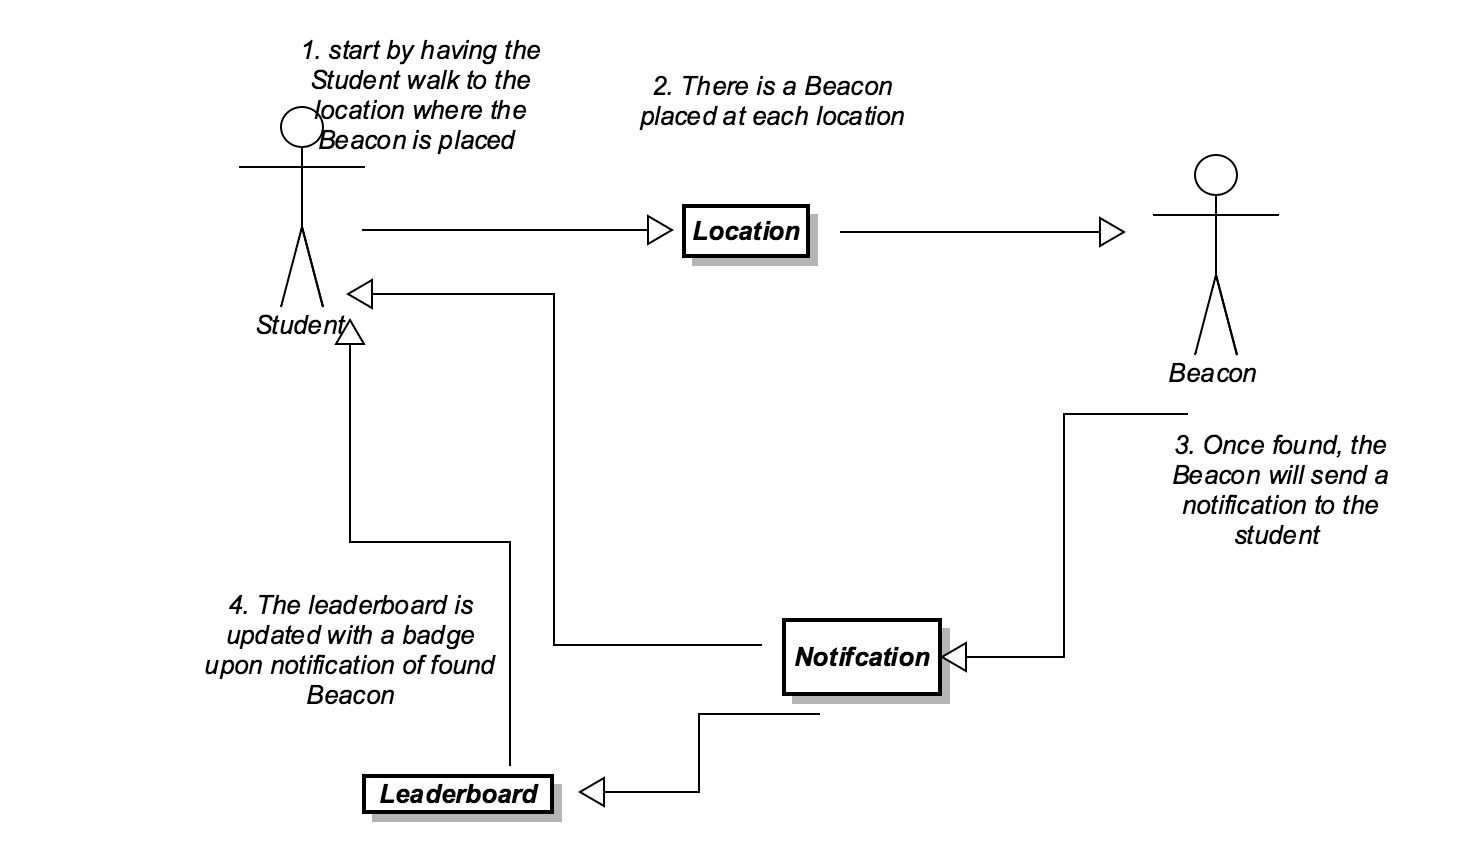 1. start by having the
Student walk to the
location where the
Beacon is placed
2. There is a Beacon
placed at each location
Location
Student
Beacon
3. Once found, the
Beacon will send a
notification to the
student
4. The leaderboard is
updated with a badge
upon notification of found
Beacon
Notifcation
Leaderboard